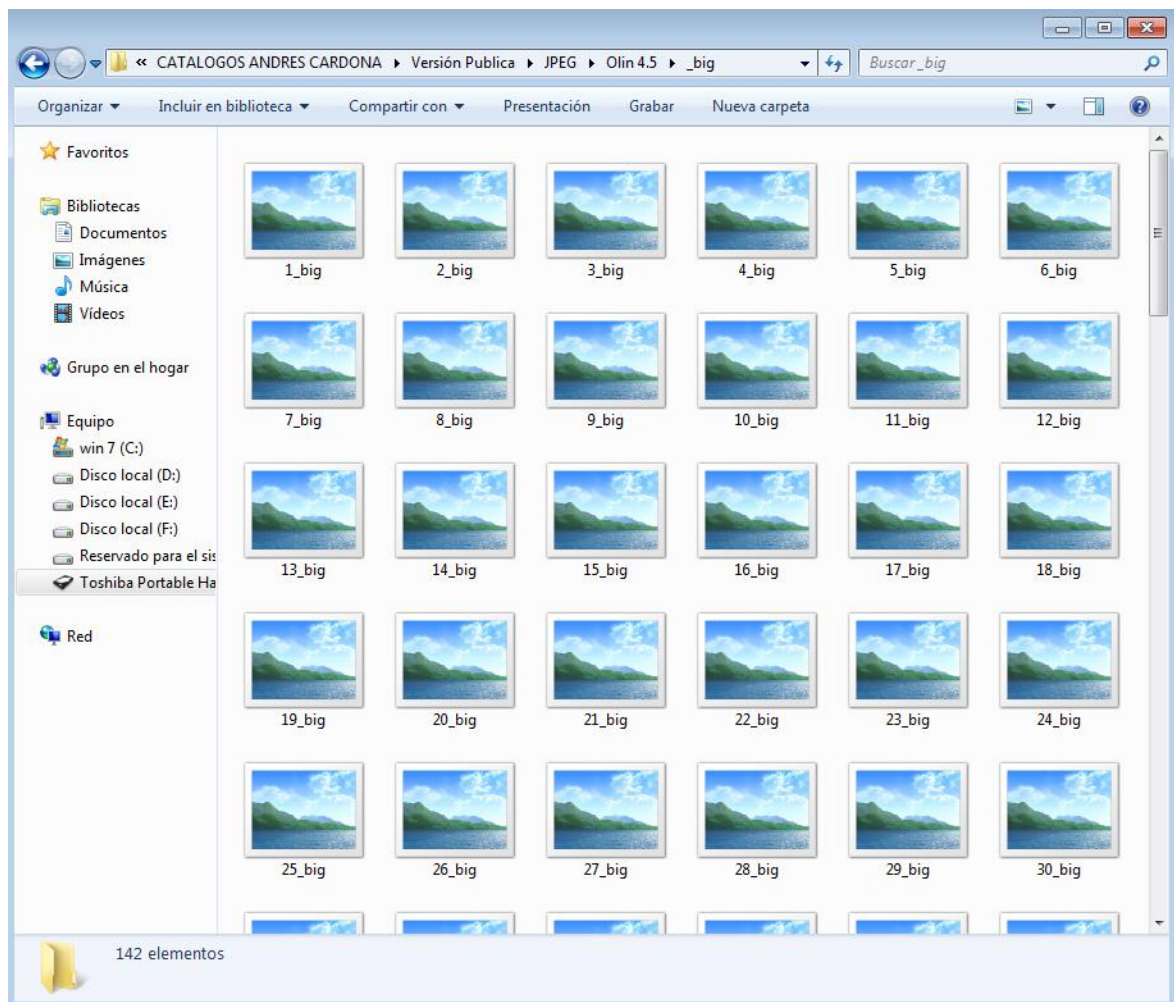 « CATALOGOS ANDRES CARDONA ▸ Versión Publica ▸ JPEG ▸ Olin 4.5 ▸ _big
Buscar _big
Organizar Incluir en biblioteca Compartir con Presentación Grabar Nueva carpeta
Favoritos
Bibliotecas
Documentos
Imágenes
Música
Vídeos
Grupo en el hogar
Equipo
win 7 (C:)
Disco local (D:)
Disco local (E:)
Disco local (F:)
Reservado para el sis
Toshiba Portable Ha
Red
1_big 2_big 3_big 4_big 5_big 6_big
7_big 8_big 9_big 10_big 11_big 12_big
13_big 14_big 15_big 16_big 17_big 18_big
19_big 20_big 21_big 22_big 23_big 24_big
25_big 26_big 27_big 28_big 29_big 30_big
142 elementos